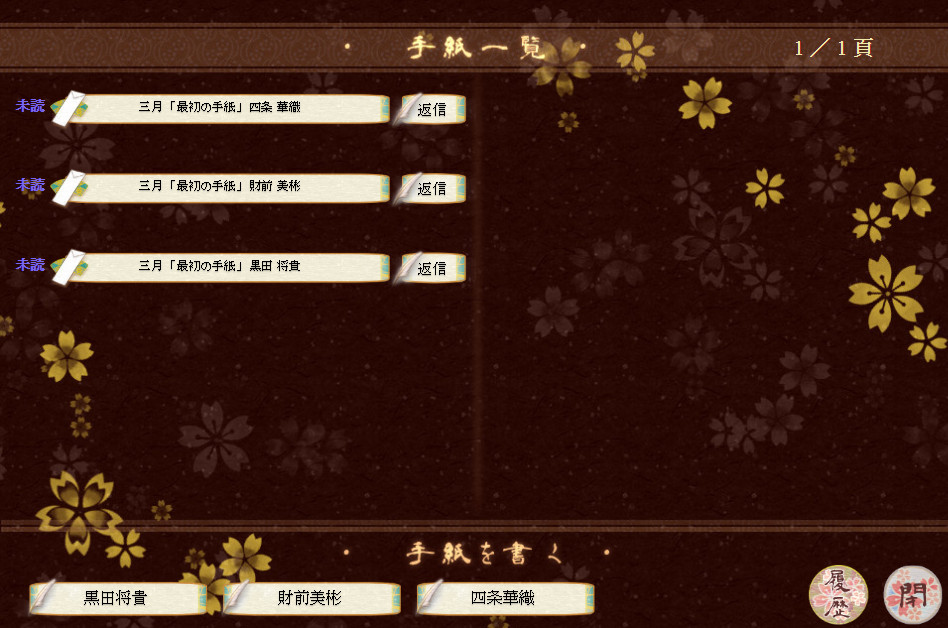 ・手紙一覧・
1／1頁
未読 三月「最初の手紙」四条 華織 返信
未読 三月「最初の手紙」財前 美彬 返信
未読 三月「最初の手紙」黒田 将貴 返信
・手紙を書く・
黒田将貴 財前美彬 四条華織
履歴
閉